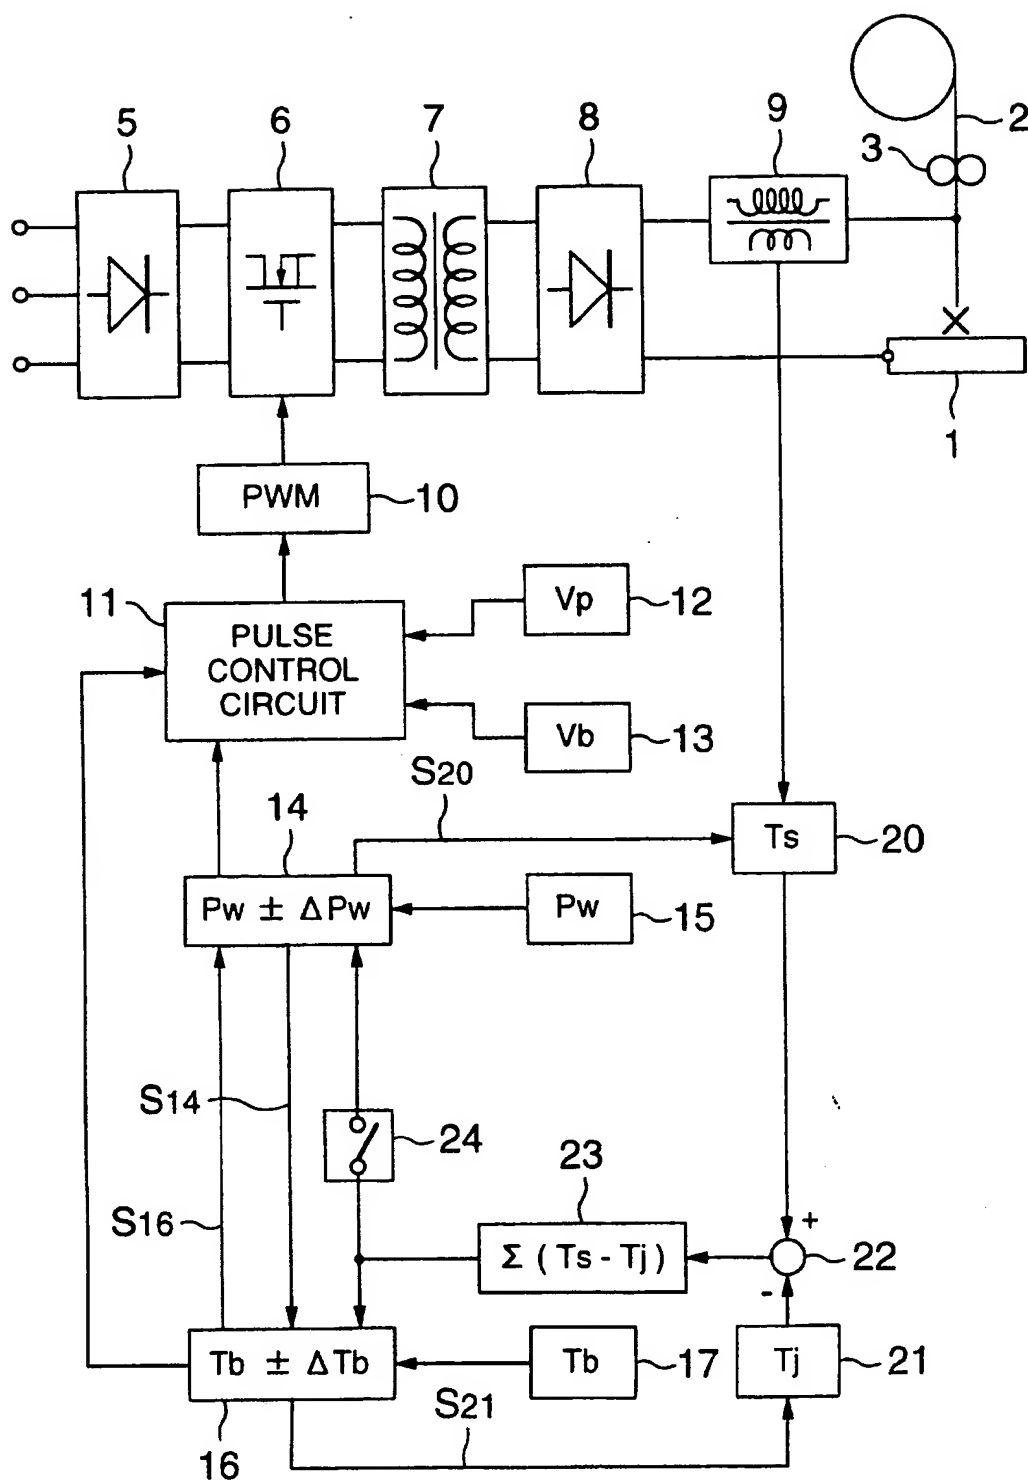 2
5
6
7
8
9
3
1
PWM
10
11
PULSE
CONTROL
CIRCUIT
Vp
12
Vb
13
S20
14
Ts
20
Pw ± ΔPw
Pw
15
S14
24
23
S16
+
Σ ( Ts - Tj )
22
-
Tb ± ΔTb
Tb
17
Tj
21
S21
16